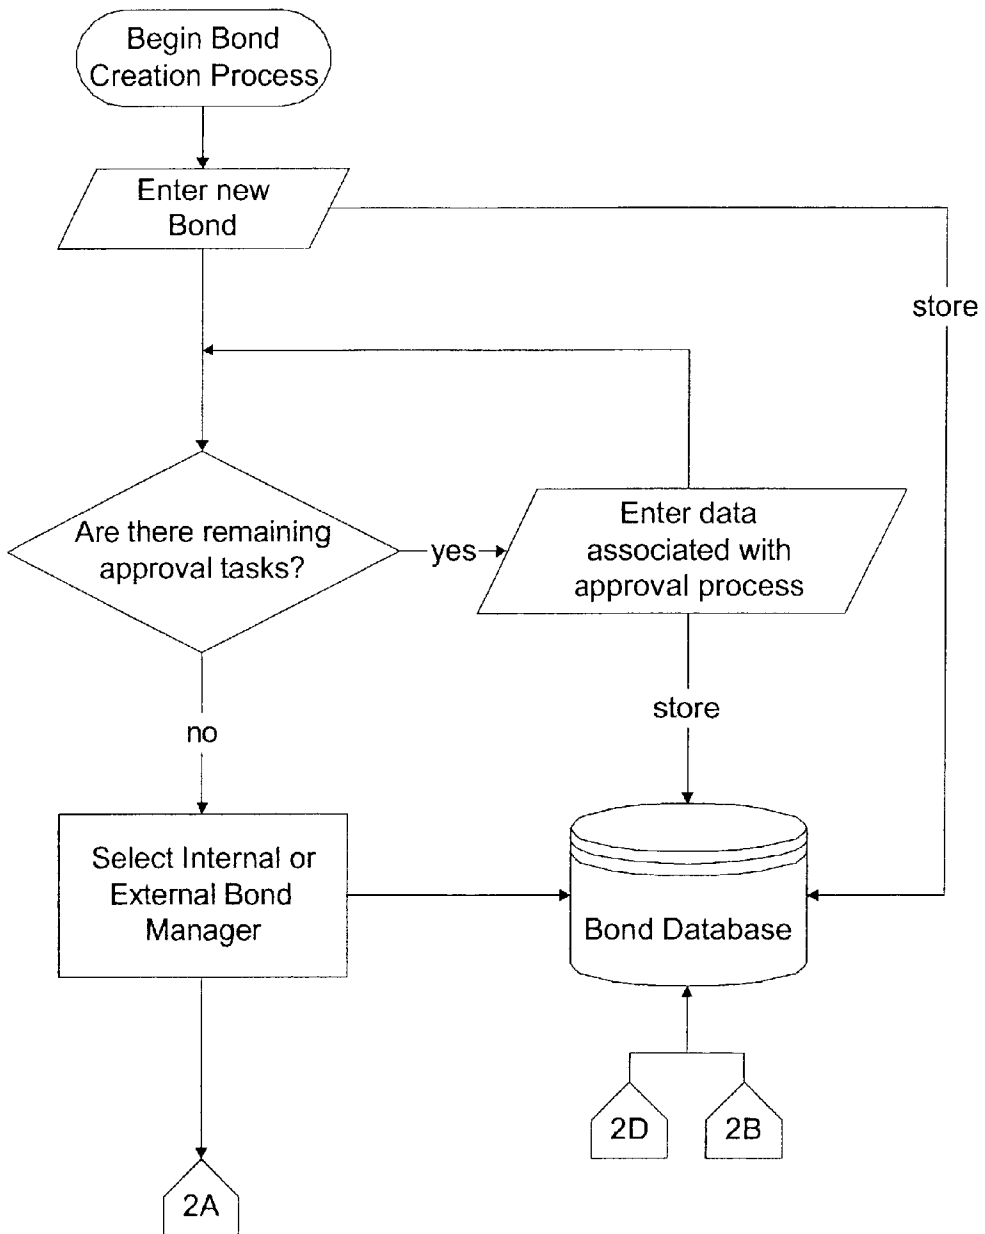 Begin Bond
Creation Process
Enter new
Bond
store
Are there remaining
approval tasks?
yes
Enter data
associated with
approval process
store
no
Select Internal or
External Bond
Manager
Bond Database
2D
2B
2A